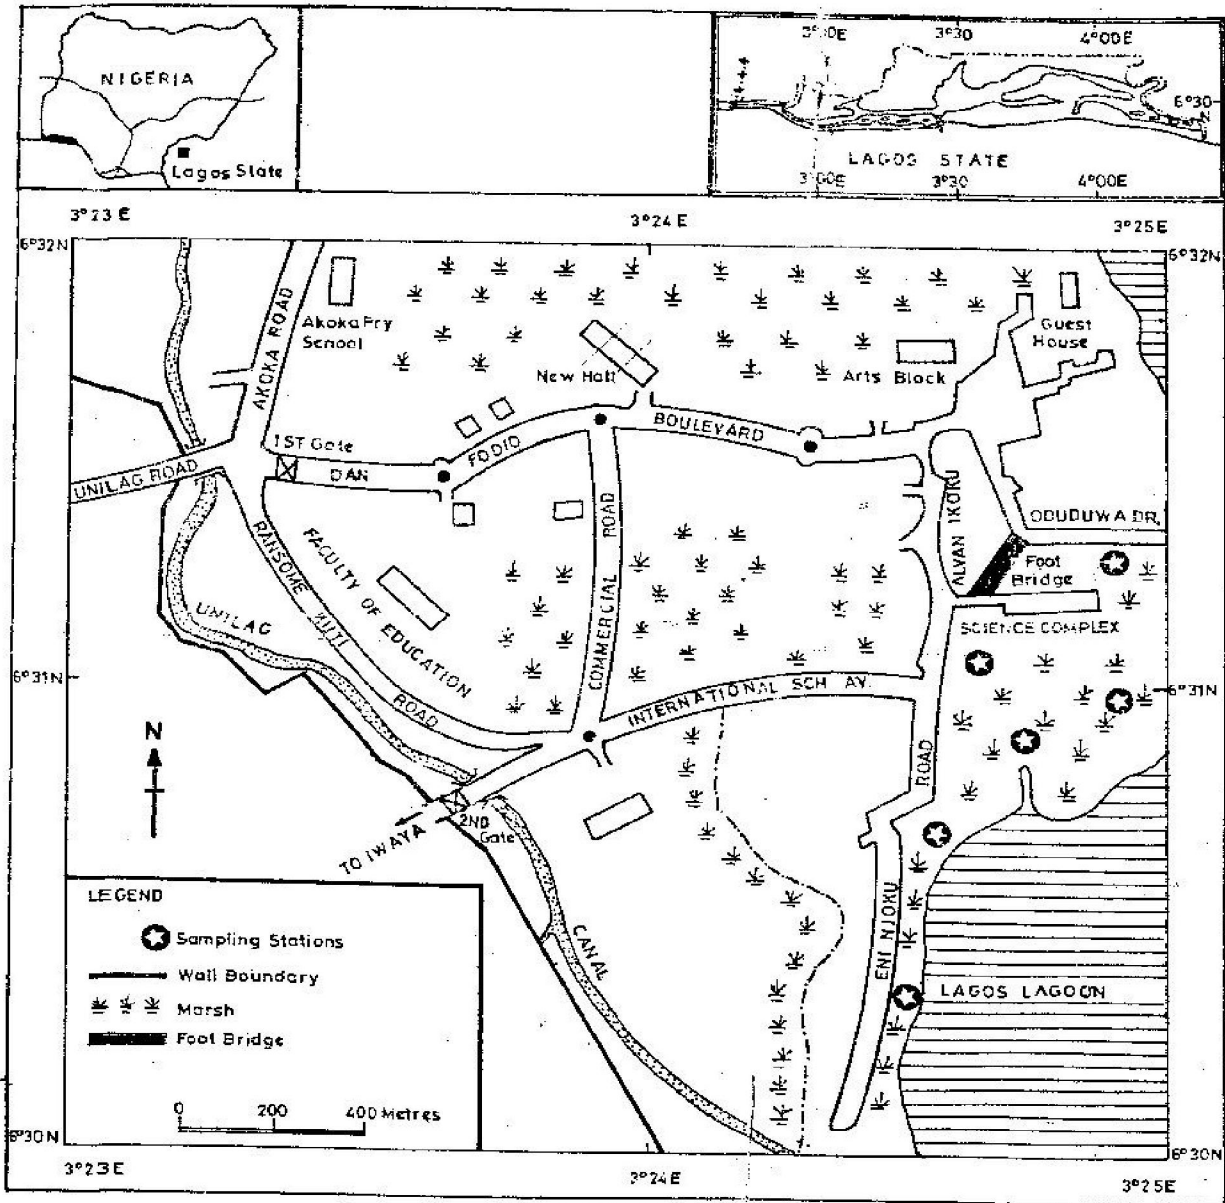 NIGERIA
Lagos State
3°00E 3°30 4°00E
6°30
LAGOS STATE
3°00E 3°30 4°00E
3°23E 3°24E 3°25E
6°32N 6°32N
AKOKA ROAD
Akoka Pry
School
New Hall
Arts Block
Guest
House
1ST Gate
UNILAG ROAD
DAN FODIO BOULEVARD
COMMERCIAL ROAD
ALVAN IKOKU ROAD
ODUDUWA DR.
Foot
Bridge
SCIENCE COMPLEX
RANSOME KUTI ROAD
FACULTY OF EDUCATION
UNILAG
6°31N 6°31N
INTERNATIONAL SCH AV.
N
2ND
Gate
TO IWAYA
CANAL
ENI NJOKU
LAGOS LAGOON
LEGEND
Sampling Stations
Wall Boundary
Marsh
Foot Bridge
0 200 400 Metres
6°30N 6°30N
3°23E 3°24E 3°25E